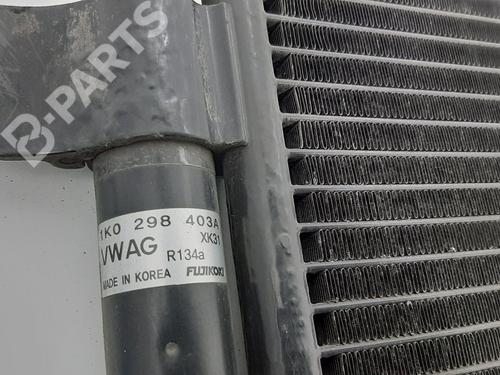 B-PARTS
1K0 298 403A
XK31
VWAG R134a
MADE IN KOREA FUJIKOKI